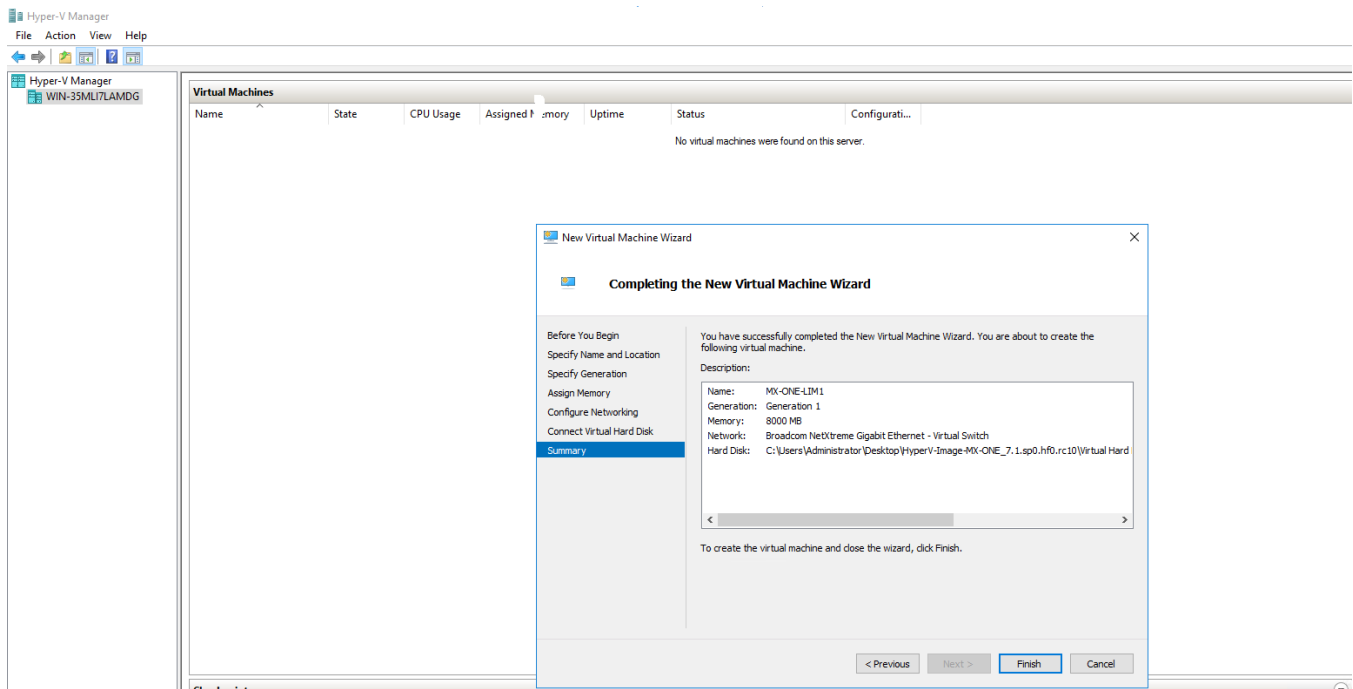 Hyper-V Manager
File Action View Help
Hyper-V Manager
WIN-35MLI7LAMDG
Virtual Machines
Name State CPU Usage Assigned Memory Uptime Status Configurati...
No virtual machines were found on this server.
New Virtual Machine Wizard
Completing the New Virtual Machine Wizard
Before You Begin
Specify Name and Location
Specify Generation
Assign Memory
Configure Networking
Connect Virtual Hard Disk
Summary
You have successfully completed the New Virtual Machine Wizard. You are about to create the
following virtual machine.
Description:
Name: MX-ONE-LIM1
Generation: Generation 1
Memory: 8000 MB
Network: Broadcom NetXtreme Gigabit Ethernet - Virtual Switch
Hard Disk: C:\Users\Administrator\Desktop\HyperV-Image-MX-ONE_7.1.sp0.hf0.rc10\Virtual Hard
To create the virtual machine and close the wizard, click Finish.
< Previous Next > Finish Cancel